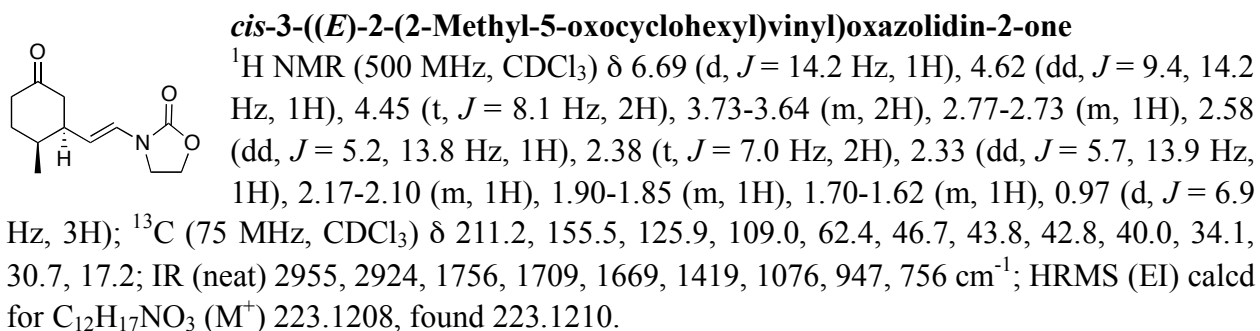 cis-3-((E)-2-(2-Methyl-5-oxocyclohexyl)vinyl)oxazolidin-2-one
¹H NMR (500 MHz, CDCl₃) δ 6.69 (d, J = 14.2 Hz, 1H), 4.62 (dd, J = 9.4, 14.2
Hz, 1H), 4.45 (t, J = 8.1 Hz, 2H), 3.73-3.64 (m, 2H), 2.77-2.73 (m, 1H), 2.58
(dd, J = 5.2, 13.8 Hz, 1H), 2.38 (t, J = 7.0 Hz, 2H), 2.33 (dd, J = 5.7, 13.9 Hz,
1H), 2.17-2.10 (m, 1H), 1.90-1.85 (m, 1H), 1.70-1.62 (m, 1H), 0.97 (d, J = 6.9
Hz, 3H); ¹³C (75 MHz, CDCl₃) δ 211.2, 155.5, 125.9, 109.0, 62.4, 46.7, 43.8, 42.8, 40.0, 34.1,
30.7, 17.2; IR (neat) 2955, 2924, 1756, 1709, 1669, 1419, 1076, 947, 756 cm⁻¹; HRMS (EI) calcd
for C₁₂H₁₇NO₃ (M⁺) 223.1208, found 223.1210.
O
O
N
O
H